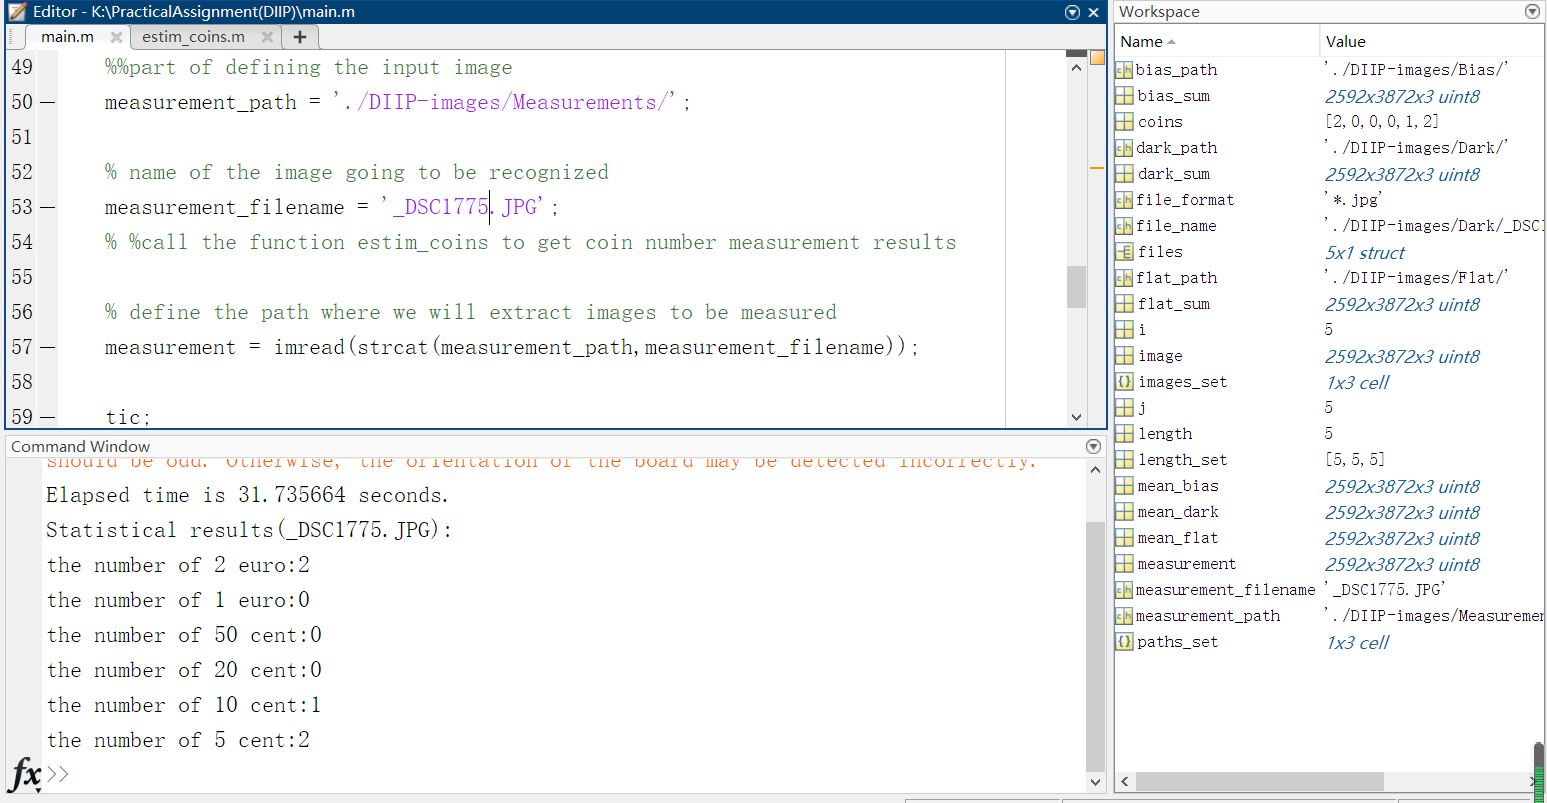 Editor - K:\PracticalAssignment(DIIP)\main.m
main.m estim_coins.m +
49 %%part of defining the input image
50 — measurement_path = './DIIP-images/Measurements/';
51
52 % name of the image going to be recognized
53 — measurement_filename = '_DSC1775.JPG';
54 % %call the function estim_coins to get coin number measurement results
55
56 % define the path where we will extract images to be measured
57 — measurement = imread(strcat(measurement_path,measurement_filename));
58
59 — tic;
Command Window
should be odd. Otherwise, the orientation of the board may be detected incorrectly.
Elapsed time is 31.735664 seconds.
Statistical results(_DSC1775.JPG):
the number of 2 euro:2
the number of 1 euro:0
the number of 50 cent:0
the number of 20 cent:0
the number of 10 cent:1
the number of 5 cent:2
fx >>
Workspace
Name Value
bias_path './DIIP-images/Bias/'
bias_sum 2592x3872x3 uint8
coins [2,0,0,0,1,2]
dark_path './DIIP-images/Dark/'
dark_sum 2592x3872x3 uint8
file_format '*.jpg'
file_name './DIIP-images/Dark/_DSC1
files 5x1 struct
flat_path './DIIP-images/Flat/'
flat_sum 2592x3872x3 uint8
i 5
image 2592x3872x3 uint8
images_set 1x3 cell
j 5
length 5
length_set [5,5,5]
mean_bias 2592x3872x3 uint8
mean_dark 2592x3872x3 uint8
mean_flat 2592x3872x3 uint8
measurement 2592x3872x3 uint8
measurement_filename '_DSC1775.JPG'
measurement_path './DIIP-images/Measuremen
paths_set 1x3 cell